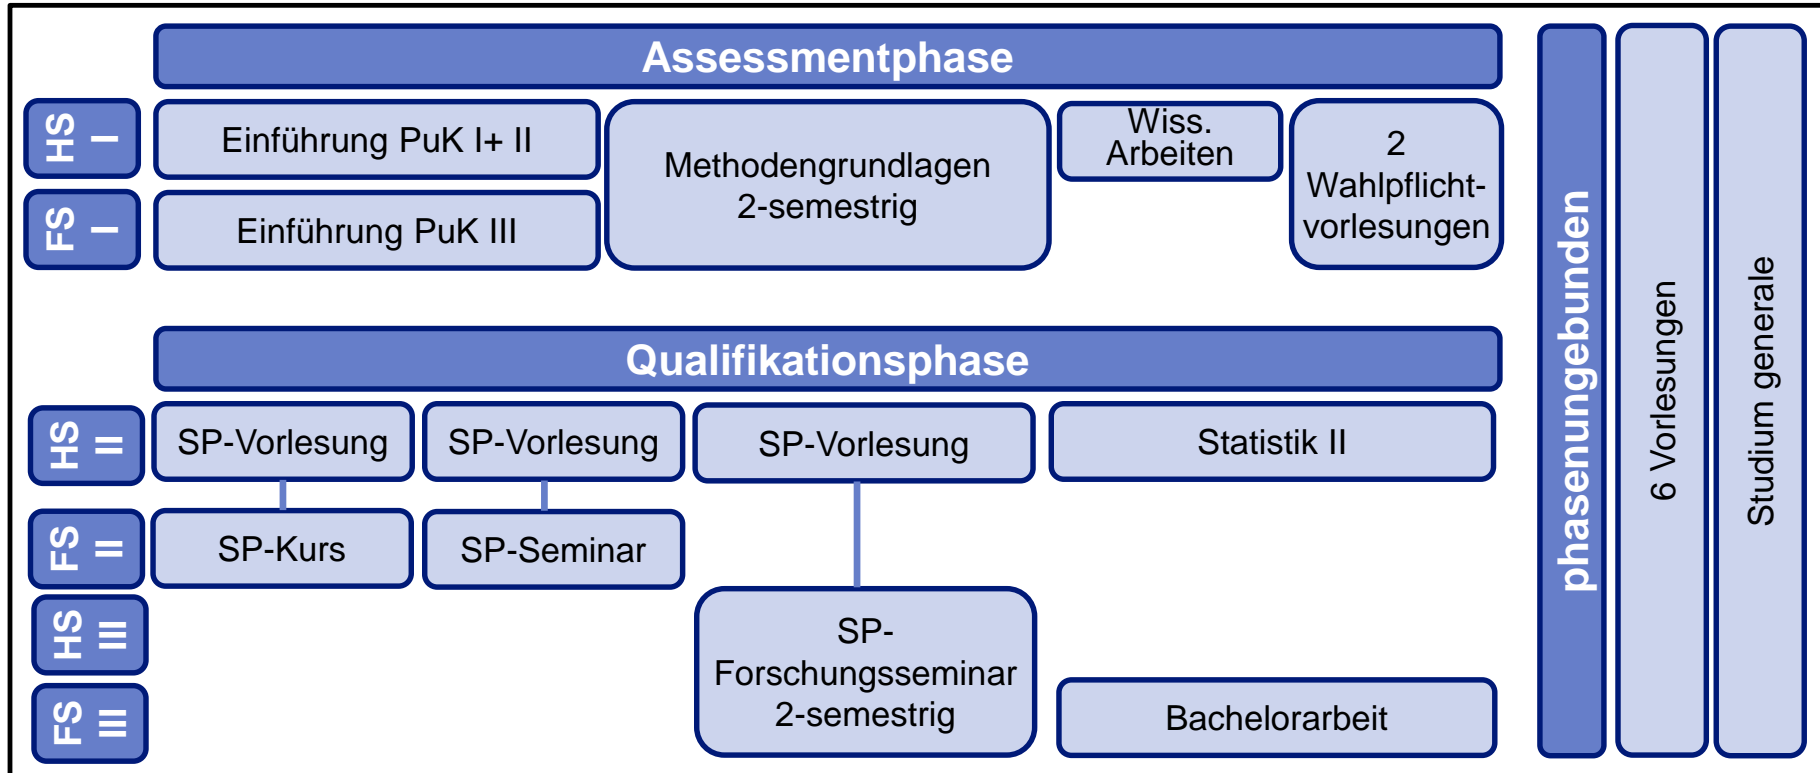 Assessmentphase
HS
I
Einführung PuK I+ II
Methodengrundlagen
2-semestrig
Wiss.
Arbeiten
2
Wahlpflicht-
vorlesungen
FS
I
Einführung PuK III
Qualifikationsphase
HS
II
SP-Vorlesung
SP-Vorlesung
SP-Vorlesung
Statistik II
FS
II
SP-Kurs
SP-Seminar
HS
III
SP-
Forschungsseminar
2-semestrig
FS
III
Bachelorarbeit
phasenungebunden
6 Vorlesungen
Studium generale